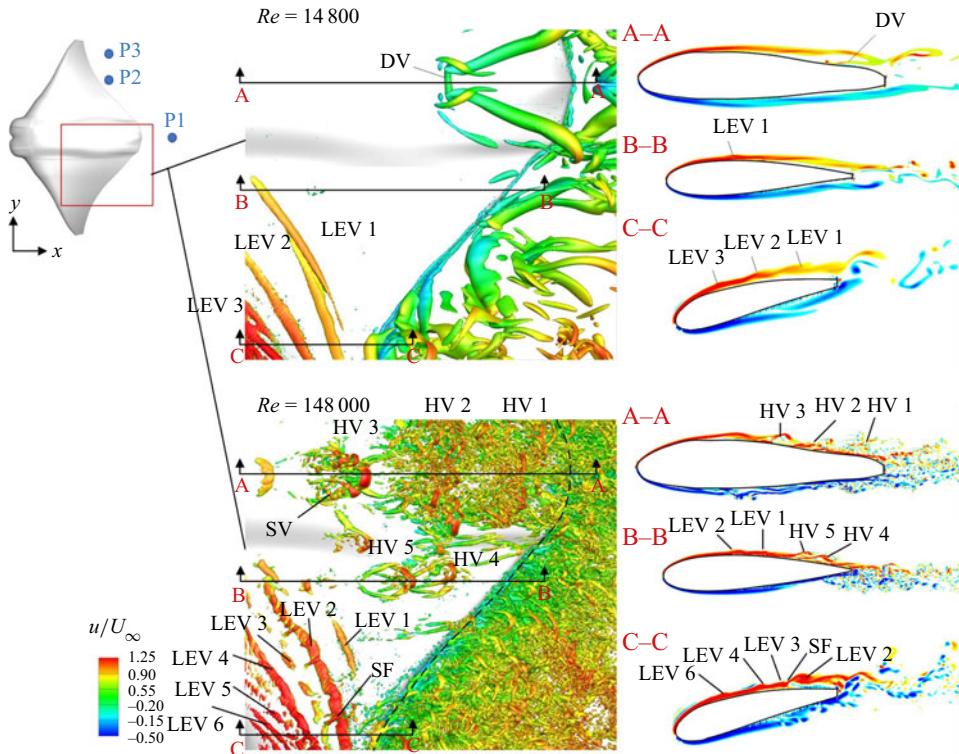 P3
P2
P1
y
x
Re = 14 800
DV
A
A
B
B
LEV 1
LEV 2
LEV 3
C
C
A–A
DV
B–B
LEV 1
C–C
LEV 3
LEV 2
LEV 1
Re = 148 000
HV 3
HV 2
HV 1
A
A
SV
HV 5
HV 4
B
B
LEV 2
LEV 1
LEV 3
LEV 4
SF
LEV 5
LEV 6
C
C
u/U∞
1.25
0.90
0.55
–0.20
–0.15
–0.50
A–A
HV 3
HV 2
HV 1
B–B
LEV 2
LEV 1
HV 5
HV 4
C–C
LEV 6
LEV 4
LEV 3
SF
LEV 2